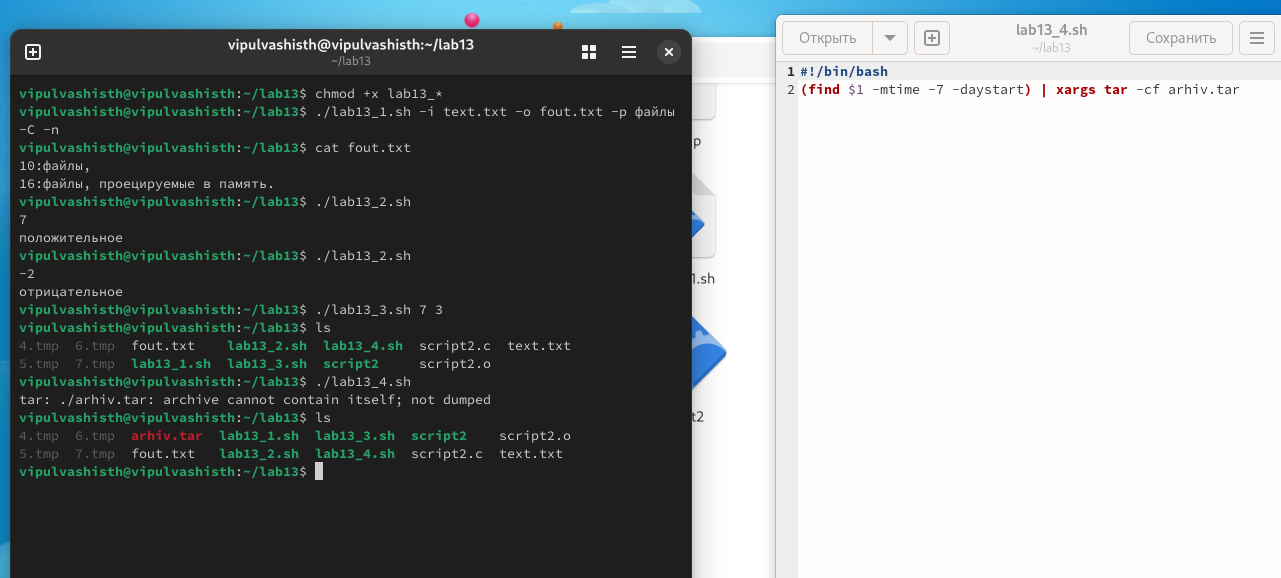 vipulvashisth@vipulvashisth:~/lab13
~/lab13
vipulvashisth@vipulvashisth:~/lab13$ chmod +x lab13_*
vipulvashisth@vipulvashisth:~/lab13$ ./lab13_1.sh -i text.txt -o fout.txt -p файлы
-C -n
vipulvashisth@vipulvashisth:~/lab13$ cat fout.txt
10:файлы,
16:файлы, проецируемые в память.
vipulvashisth@vipulvashisth:~/lab13$ ./lab13_2.sh
7
положительное
vipulvashisth@vipulvashisth:~/lab13$ ./lab13_2.sh
-2
отрицательное
vipulvashisth@vipulvashisth:~/lab13$ ./lab13_3.sh 7 3
vipulvashisth@vipulvashisth:~/lab13$ ls
4.tmp 6.tmp fout.txt lab13_2.sh lab13_4.sh script2.c text.txt
5.tmp 7.tmp lab13_1.sh lab13_3.sh script2 script2.o
vipulvashisth@vipulvashisth:~/lab13$ ./lab13_4.sh
tar: ./arhiv.tar: archive cannot contain itself; not dumped
vipulvashisth@vipulvashisth:~/lab13$ ls
4.tmp 6.tmp arhiv.tar lab13_1.sh lab13_3.sh script2 script2.o
5.tmp 7.tmp fout.txt lab13_2.sh lab13_4.sh script2.c text.txt
vipulvashisth@vipulvashisth:~/lab13$
p
1.sh
t2
Открыть
lab13_4.sh
~/lab13
Сохранить
1 #!/bin/bash
2 (find $1 -mtime -7 -daystart) | xargs tar -cf arhiv.tar